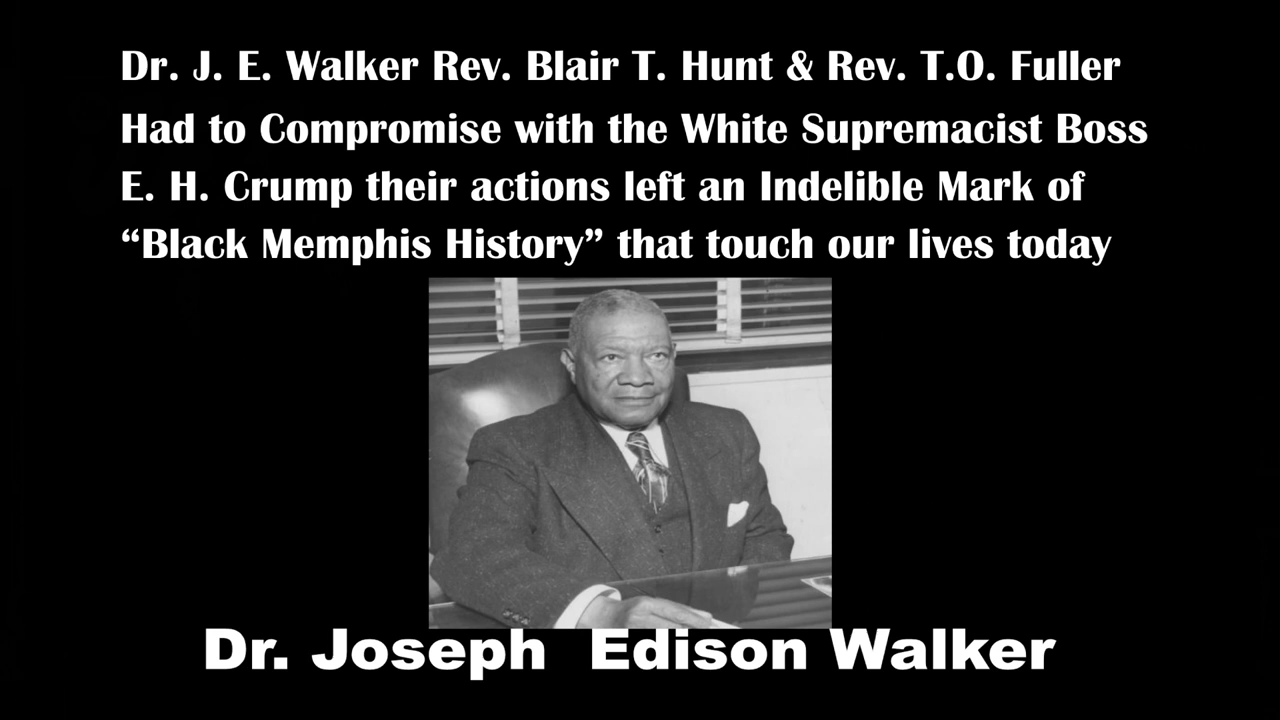 Dr. J. E. Walker Rev. Blair T. Hunt & Rev. T.O. Fuller
Had to Compromise with the White Supremacist Boss
E. H. Crump their actions left an Indelible Mark of
“Black Memphis History” that touch our lives today
Dr. Joseph Edison Walker